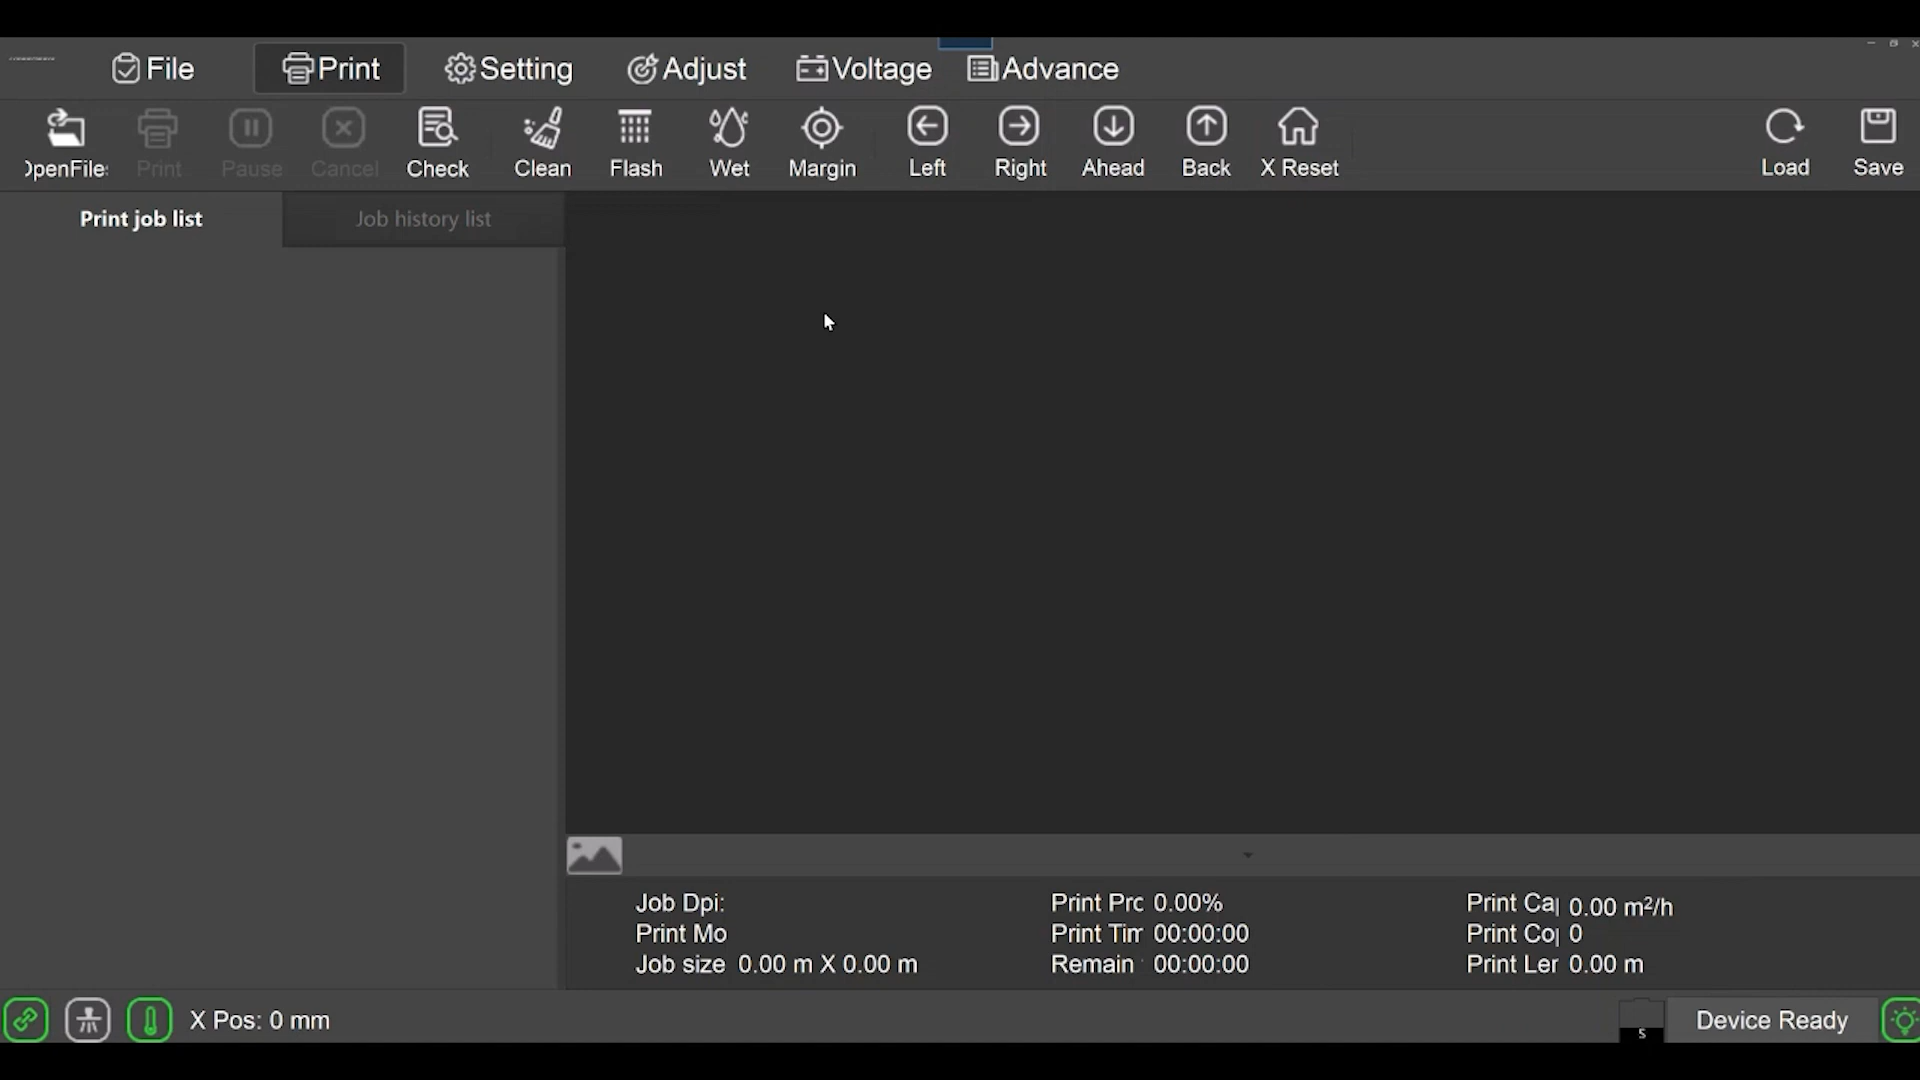 File
Print
Setting
Adjust
Voltage
Advance
OpenFile
Print
Pause
Cancel
Check
Clean
Flash
Wet
Margin
Left
Right
Ahead
Back
X Reset
Load
Save
Print job list
Job history list
Job Dpi:
Print Mo
Job size 0.00 m X 0.00 m
Print Prc 0.00%
Print Tim 00:00:00
Remain 00:00:00
Print Ca 0.00 m²/h
Print Co 0
Print Ler 0.00 m
X Pos: 0 mm
S
Device Ready